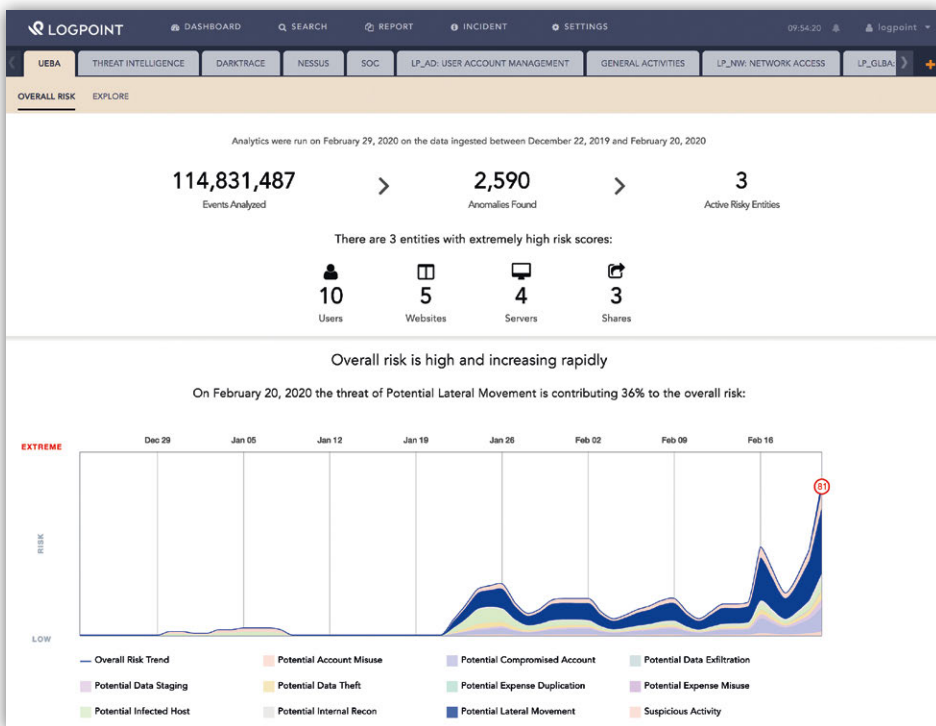 LOGPOINT DASHBOARD SEARCH REPORT INCIDENT SETTINGS 09:54:20 logpoint
UEBA THREAT INTELLIGENCE DARKTRACE NESSUS SOC LP_AD: USER ACCOUNT MANAGEMENT GENERAL ACTIVITIES LP_NW: NETWORK ACCESS LP_GLBA:
OVERALL RISK EXPLORE
Analytics were run on February 29, 2020 on the data ingested between December 22, 2019 and February 20, 2020
114,831,487 2,590 3
Events Analyzed Anomalies Found Active Risky Entities
There are 3 entities with extremely high risk scores:
10 5 4 3
Users Websites Servers Shares
Overall risk is high and increasing rapidly
On February 20, 2020 the threat of Potential Lateral Movement is contributing 36% to the overall risk:
Dec 29 Jan 05 Jan 12 Jan 19 Jan 26 Feb 02 Feb 09 Feb 16
EXTREME
81
RISK
LOW
Overall Risk Trend Potential Account Misuse Potential Compromised Account Potential Data Exfiltration
Potential Data Staging Potential Data Theft Potential Expense Duplication Potential Expense Misuse
Potential Infected Host Potential Internal Recon Potential Lateral Movement Suspicious Activity